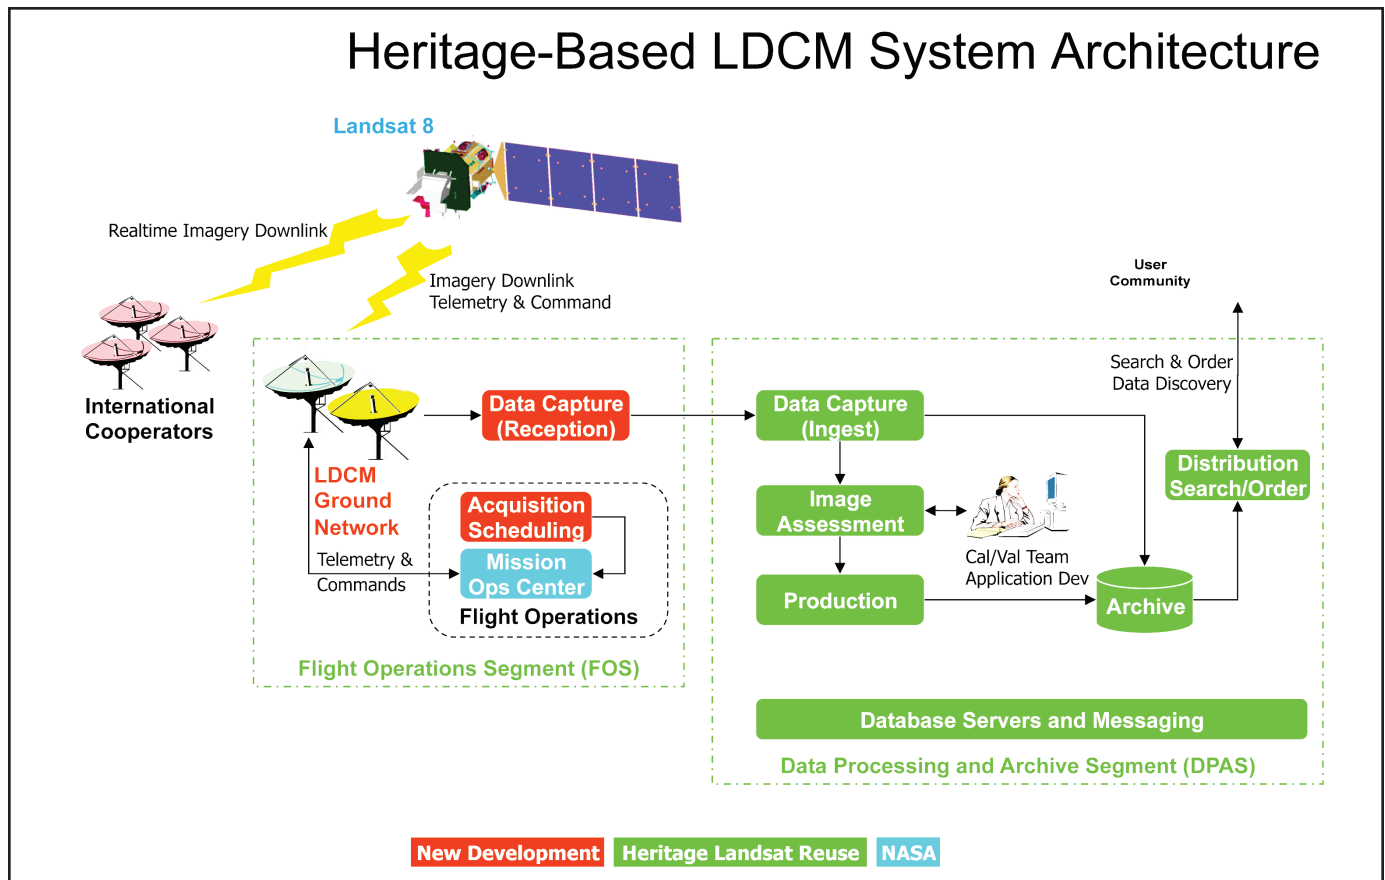 Heritage-Based LDCM System Architecture
Landsat 8
Realtime Imagery Downlink
Imagery Downlink
Telemetry & Command
User
Community
International
Cooperators
Data Capture
(Reception)
LDCM
Ground
Network
Acquisition
Scheduling
Telemetry &
Commands
Mission
Ops Center
Flight Operations
Flight Operations Segment (FOS)
Data Capture
(Ingest)
Search & Order
Data Discovery
Distribution
Search/Order
Image
Assessment
Cal/Val Team
Application Dev
Production
Archive
Database Servers and Messaging
Data Processing and Archive Segment (DPAS)
New Development
Heritage Landsat Reuse
NASA